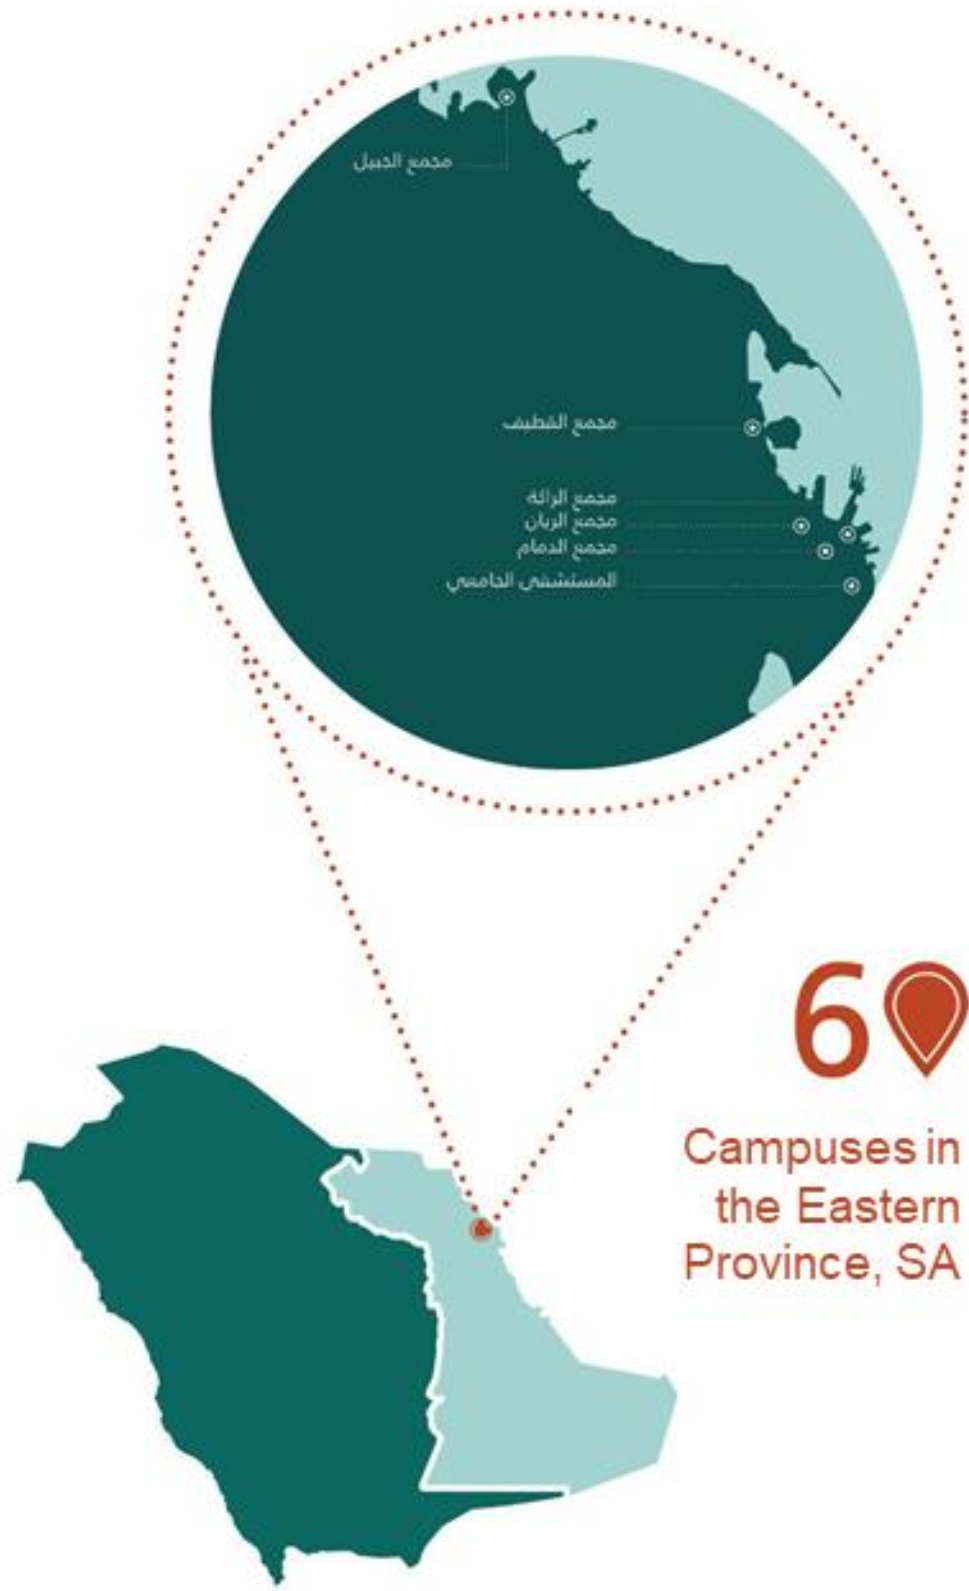 مجمع الجبيل
مجمع القطيف
مجمع الراكة
مجمع الريان
مجمع الدمام
المستشفى الجامعي
6
Campuses in
the Eastern
Province, SA